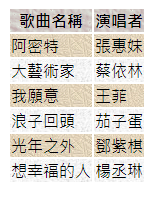 歌曲名稱 演唱者
阿密特 張惠妹
大藝術家 蔡依林
我願意 王菲
浪子回頭 茄子蛋
光年之外 鄧紫棋
想幸福的人 楊丞琳